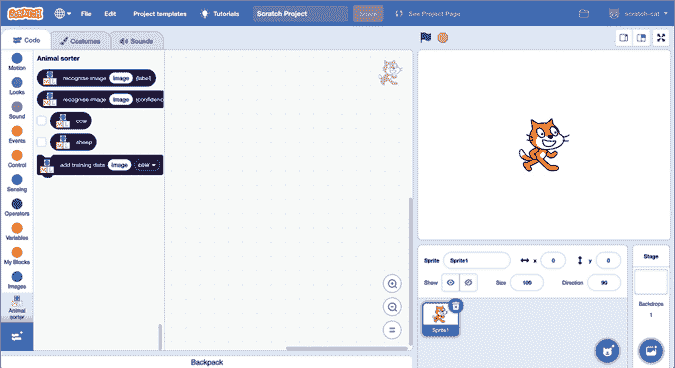 SCRATCH File Edit Project templates Tutorials Scratch Project Share See Project Page scratch-cat
Code Costumes Sounds
Animal sorter
Motion
recognise image image (label)
Looks
recognise image image (confidence
Sound
cow
Events
sheep
Control
add training data image cow
Sensing
Operators
Variables
My Blocks
Images
Animal sorter
Sprite Sprite1 x 0 y 0
Show Size 100 Direction 90
Sprite1
Stage
Backdrops
1
Backpack